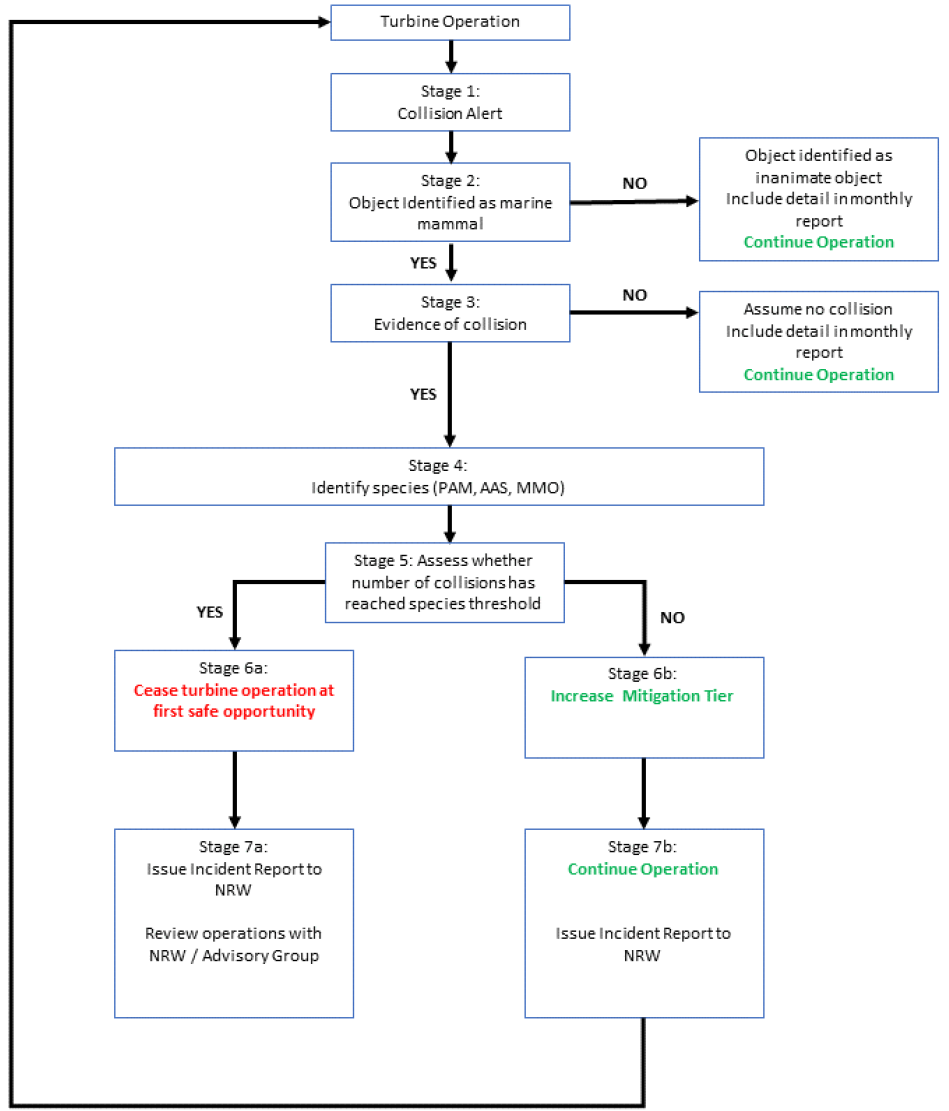 Turbine Operation
Stage 1:
Collision Alert
Stage 2:
Object Identified as marine
mammal
NO
Object identified as
inanimate object
Include detail in monthly
report
Continue Operation
YES
Stage 3:
Evidence of collision
NO
Assume no collision
Include detail in monthly
report
Continue Operation
YES
Stage 4:
Identify species (PAM, AAS, MMO)
Stage 5: Assess whether
number of collisions has
reached species threshold
YES
NO
Stage 6a:
Cease turbine operation at
first safe opportunity
Stage 6b:
Increase Mitigation Tier
Stage 7a:
Issue Incident Report to
NRW
Review operations with
NRW / Advisory Group
Stage 7b:
Continue Operation
Issue Incident Report to
NRW